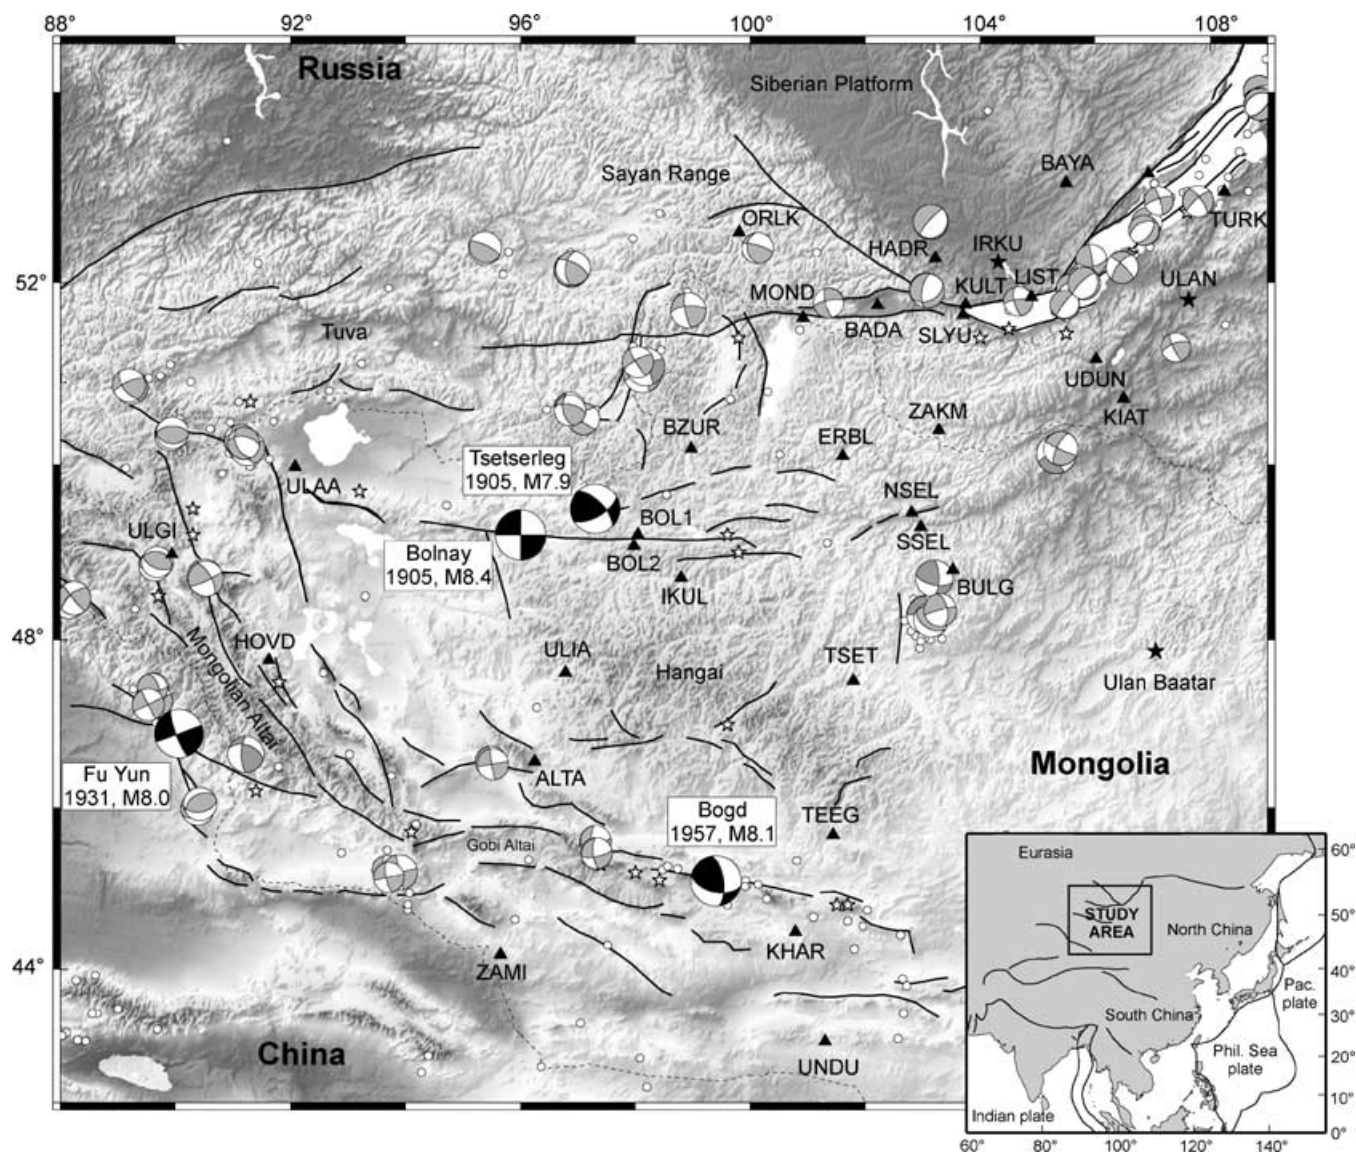 88° 92° 96° 100° 104° 108°
Russia
Siberian Platform
BAYA
Sayan Range
ORLK
TURK
HADR
IRKU
52°
MOND
KULT
LIST
ULAN
BADA
SLYU
Tuva
UDUN
KIAT
ZAKM
BZUR
ERBL
Tsetserleg
1905, M7.9
ULAA
NSEL
BOL1
ULGI
SSEL
Bolnay
1905, M8.4
BOL2
IKUL
BULG
48°
HOVD
Mongolian Altai
ULIA
Hangai
TSET
Ulan Baatar
Fu Yun
1931, M8.0
ALTA
Mongolia
Bogd
1957, M8.1
TEEG
Gobi Altai
KHAR
44°
ZAMI
China
UNDU
Eurasia
60°
STUDY
AREA
50°
North China
40°
Pac.
plate
South China
30°
Phil. Sea
plate
20°
10°
Indian plate
0°
60° 80° 100° 120° 140°